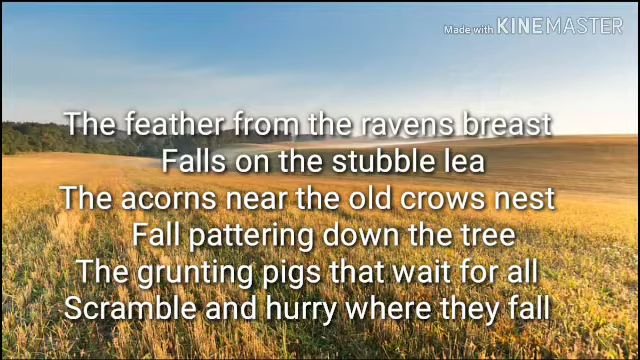 Made with KINEMASTER
The feather from the ravens breast
Falls on the stubble lea
The acorns near the old crows nest
Fall pattering down the tree
The grunting pigs that wait for all
Scramble and hurry where they fall